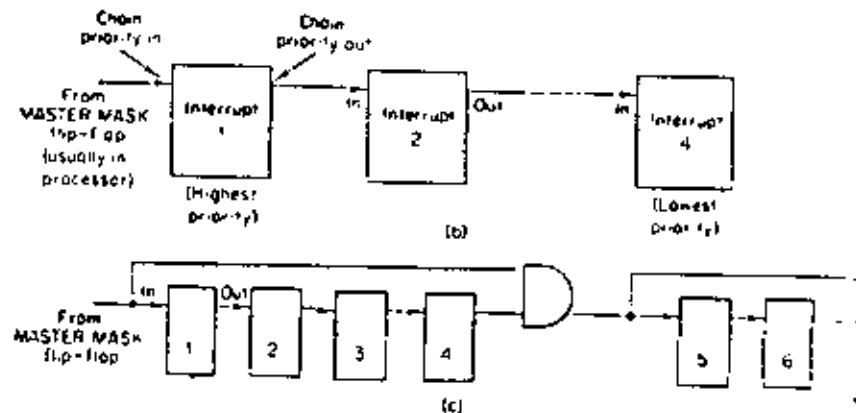 Chain
priority in
Chain
priority out
From
MASTER MASK
flip-flop
(usually in
processor)
Interrupt
1
(Highest
priority)
In
Interrupt
2
Out
In
Interrupt
4
(Lowest
priority)
(b)
From
MASTER MASK
flip-flop
In
Out
1
2
3
4
5
6
(c)